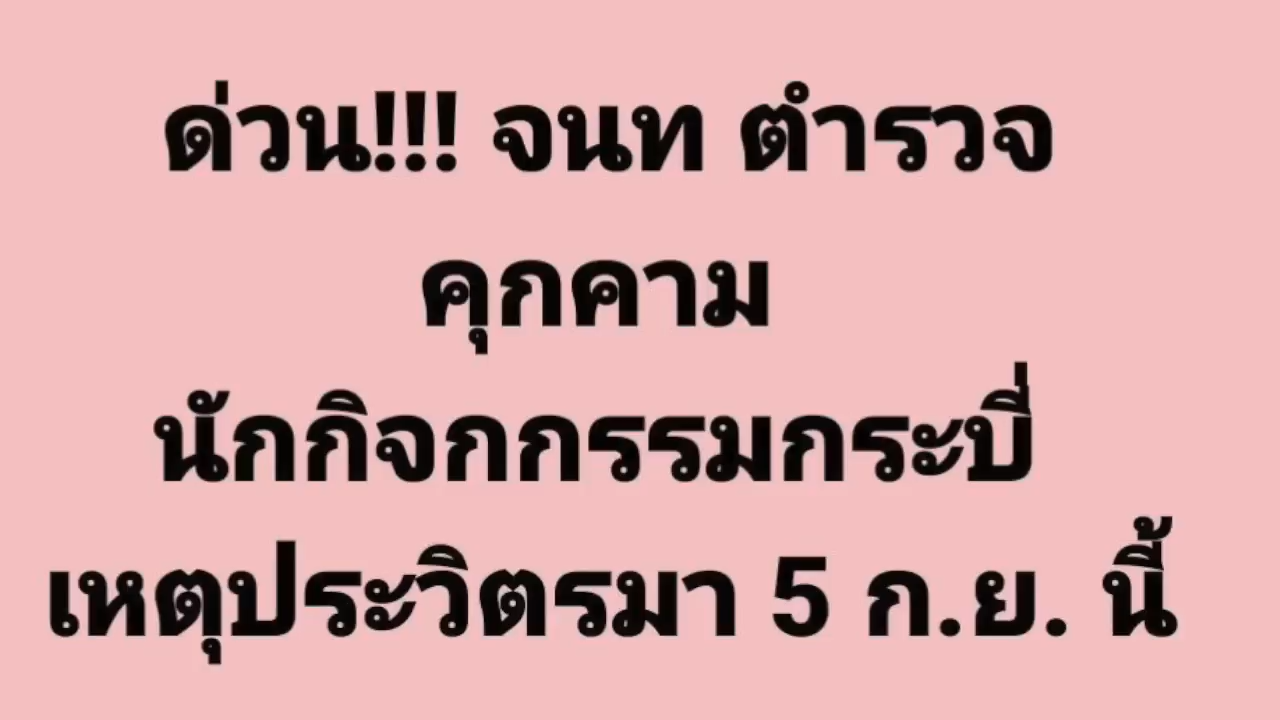 ด่วน!!! จนท ตำรวจ
คุกคาม
นักกิจกกรรมกระบี่
เหตุประวิตรมา 5 ก.ย. นี้